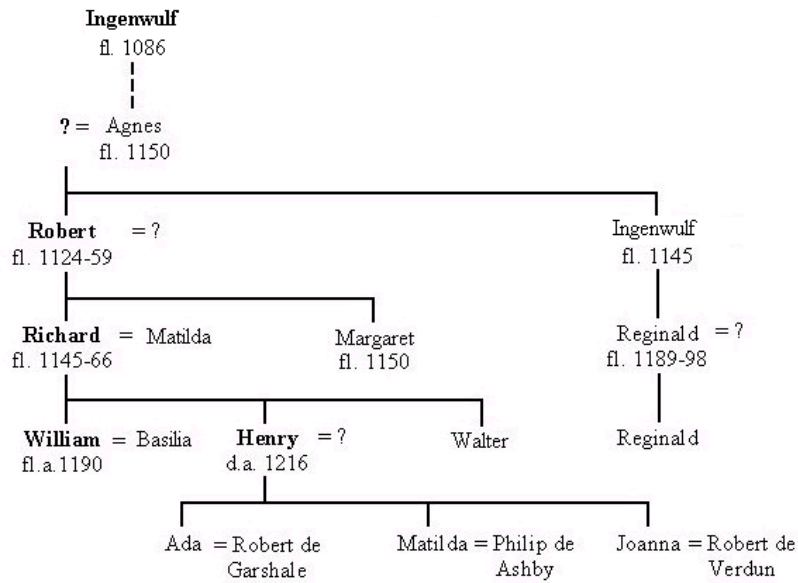 Ingenwulf
fl. 1086
? = Agnes
fl. 1150
Robert = ?
fl. 1124-59
Ingenwulf
fl. 1145
Richard = Matilda
fl. 1145-66
Margaret
fl. 1150
Reginald = ?
fl. 1189-98
William = Basilia
fl.a.1190
Henry = ?
d.a. 1216
Walter
Reginald
Ada = Robert de
Garshale
Matilda = Philip de
Ashby
Joanna = Robert de
Verdun